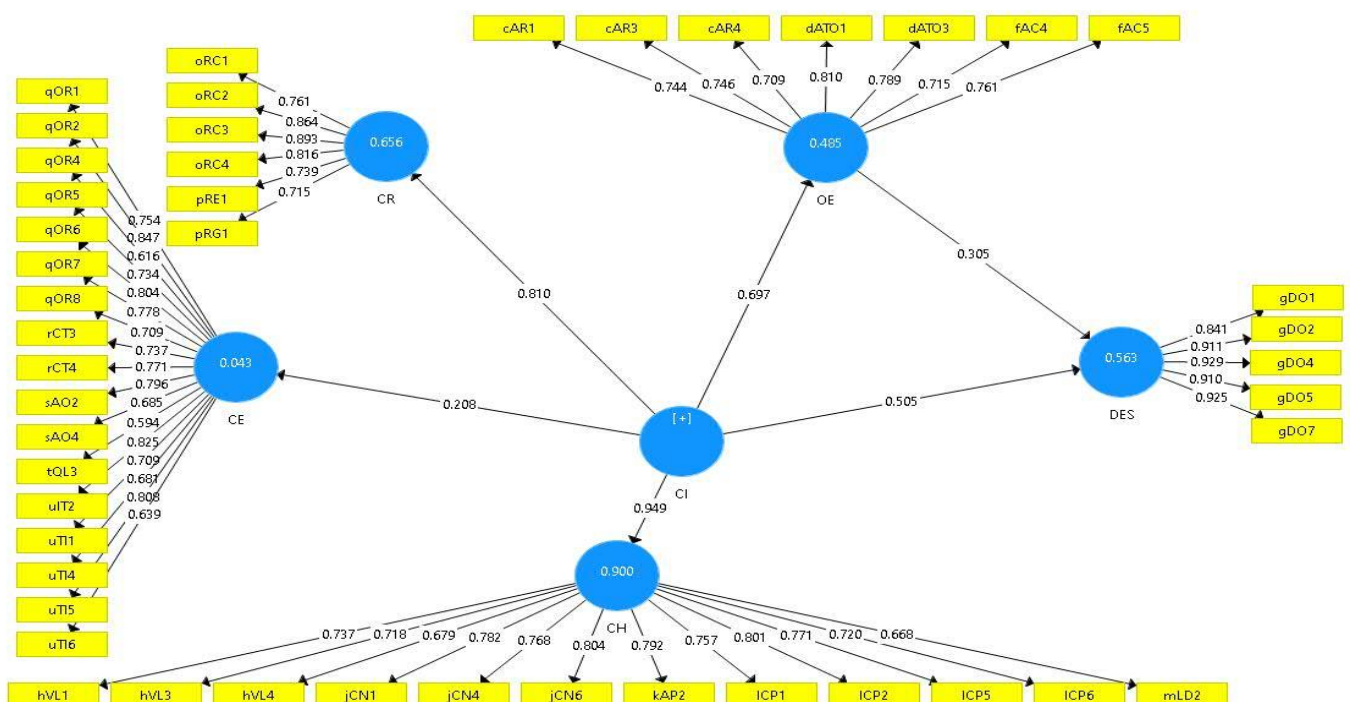 cAR1 cAR3 cAR4 dATO1 dATO3 fAC4 fAC5
0.744 0.746 0.709 0.810 0.789 0.715 0.761
0.485
OE
oRC1
oRC2
oRC3
oRC4
pRE1
pRG1
0.761
0.864
0.893
0.816
0.739
0.715
0.656
CR
qOR1
qOR2
qOR4
qOR5
qOR6
qOR7
qOR8
rCT3
rCT4
sAO2
sAO4
tQL3
uIT2
uTI1
uTI4
uTI5
uTI6
0.754
0.847
0.616
0.734
0.804
0.778
0.709
0.737
0.771
0.796
0.685
0.594
0.825
0.709
0.681
0.808
0.639
0.043
CE
0.810
0.697
0.305
0.208
0.505
0.949
[+]
CI
0.563
DES
0.841
0.911
0.929
0.910
0.925
gDO1
gDO2
gDO4
gDO5
gDO7
0.900
CH
0.737 0.718 0.679 0.782 0.768 0.804 0.792 0.757 0.801 0.771 0.720 0.668
hVL1 hVL3 hVL4 jCN1 jCN4 jCN6 kAP2 lCP1 lCP2 lCP5 lCP6 mLD2